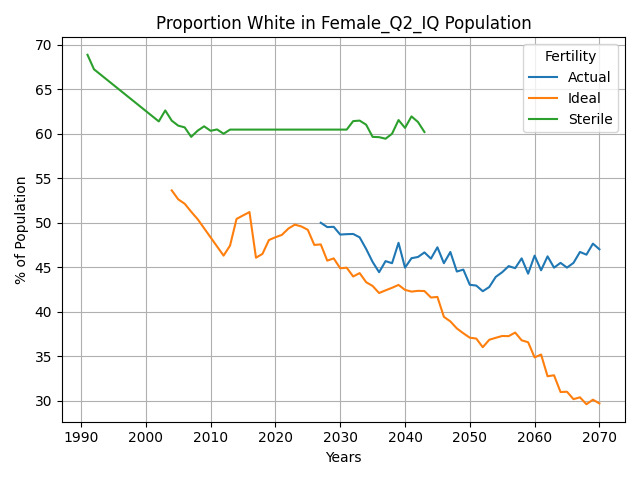 Proportion White in Female_Q2_IQ Population
Fertility
Actual
Ideal
Sterile
% of Population
70
65
60
55
50
45
40
35
30
1990 2000 2010 2020 2030 2040 2050 2060 2070
Years